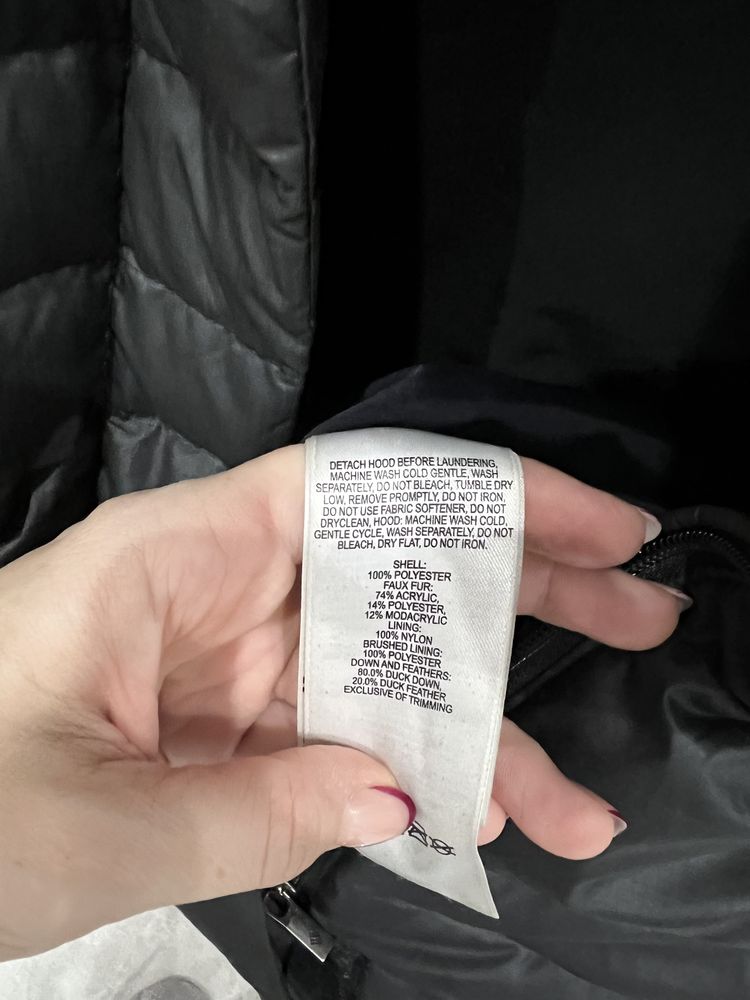 DETACH HOOD BEFORE LAUNDERING,
MACHINE WASH COLD GENTLE, WASH
SEPARATELY, DO NOT BLEACH, TUMBLE DRY
LOW, REMOVE PROMPTLY, DO NOT IRON,
DO NOT USE FABRIC SOFTENER, DO NOT
DRYCLEAN, HOOD: MACHINE WASH COLD,
GENTLE CYCLE, WASH SEPARATELY, DO NOT
BLEACH, DRY FLAT, DO NOT IRON.
SHELL:
100% POLYESTER
FAUX FUR:
74% ACRYLIC,
14% POLYESTER,
12% MODACRYLIC
LINING:
100% NYLON
BRUSHED LINING:
100% POLYESTER
DOWN AND FEATHERS:
80.0% DUCK DOWN,
20.0% DUCK FEATHER
EXCLUSIVE OF TRIMMING